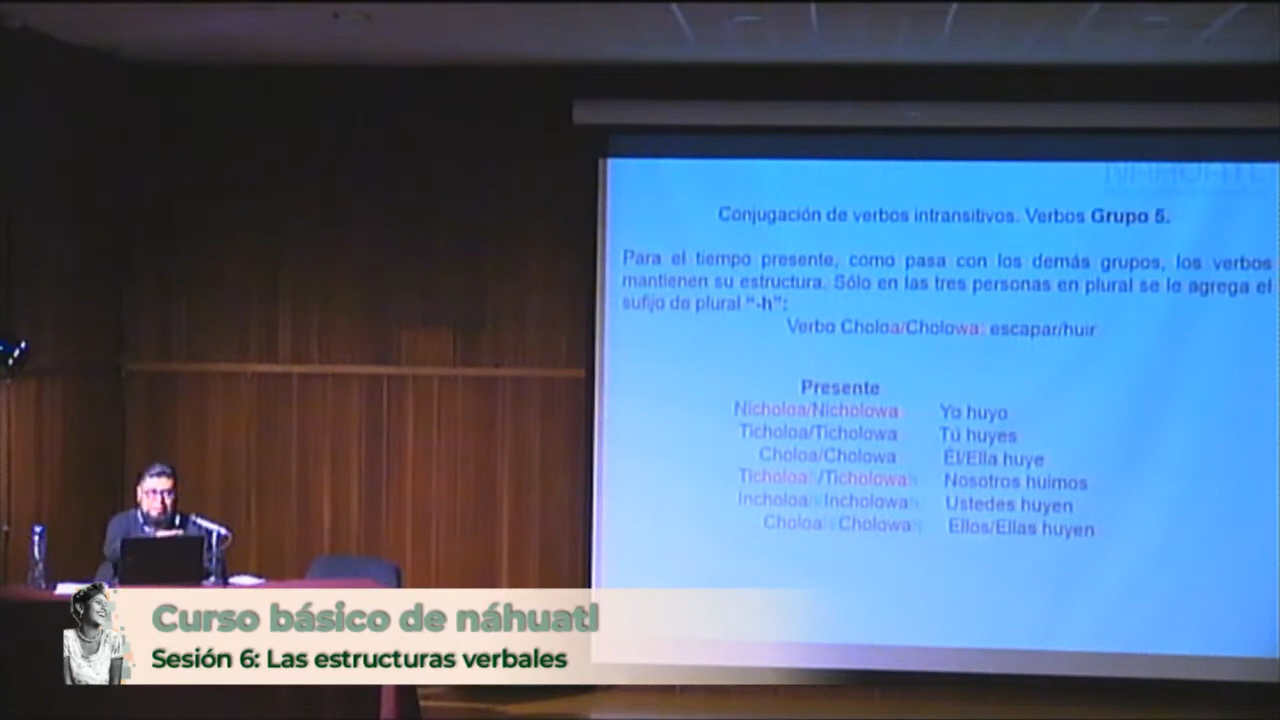 NÁHUATL
Conjugación de verbos intransitivos. Verbos Grupo 5.
Para el tiempo presente, como pasa con los demás grupos, los verbos
mantienen su estructura. Sólo en las tres personas en plural se le agrega el
sufijo de plural “-h”:
Verbo Choloa/Cholowa: escapar/huir
Presente
Nicholoa/Nicholowa Yo huyo
Ticholoa/Ticholowa Tú huyes
Choloa/Cholowa Él/Ella huye
Ticholoah/Ticholowah Nosotros huimos
Incholoah Incholowah Ustedes huyen
Choloah Cholowah Ellos/Ellas huyen
Curso básico de náhuatl
Sesión 6: Las estructuras verbales